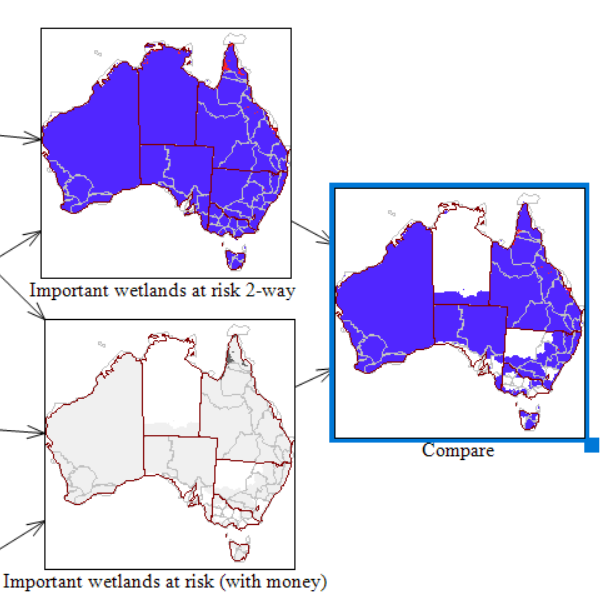 Important wetlands at risk 2-way
Compare
Important wetlands at risk (with money)